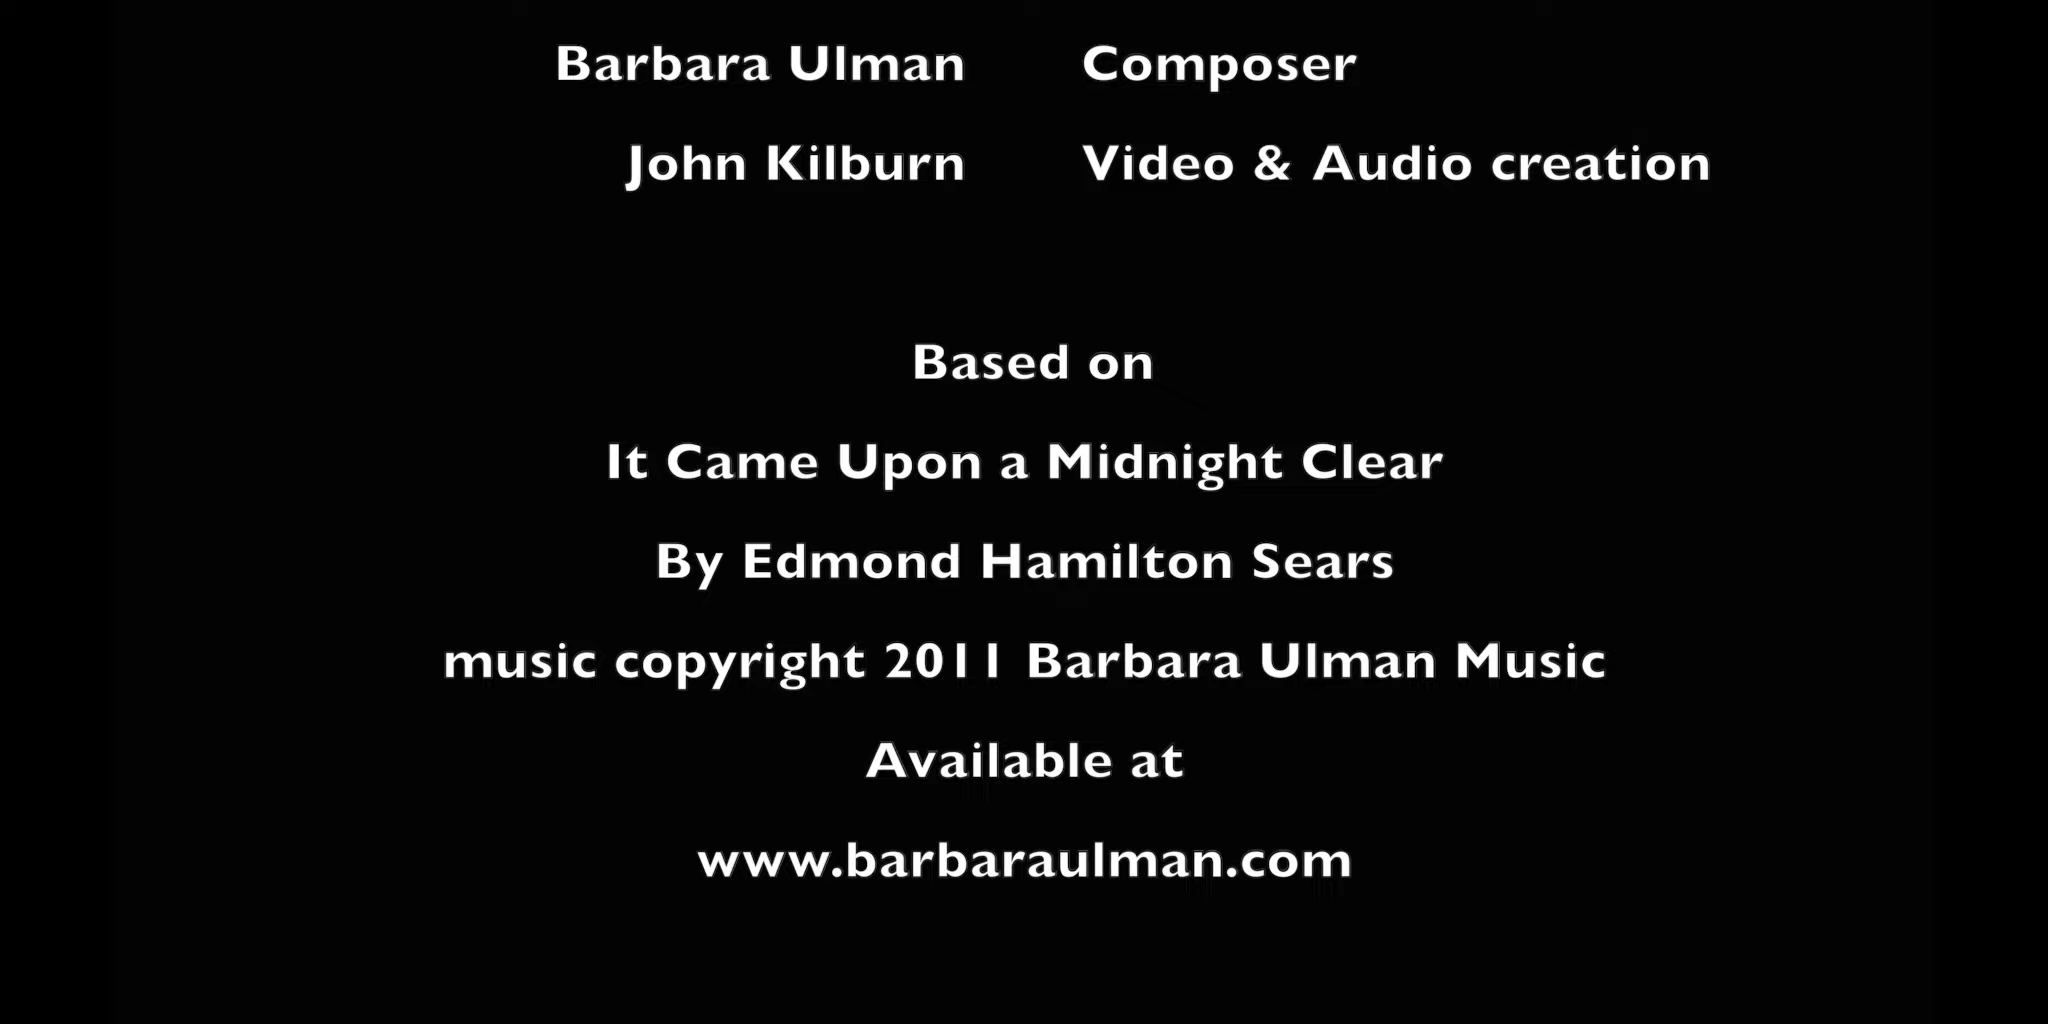 Barbara Ulman Composer
John Kilburn Video & Audio creation
Based on
It Came Upon a Midnight Clear
By Edmond Hamilton Sears
music copyright 2011 Barbara Ulman Music
Available at
www.barbaraulman.com